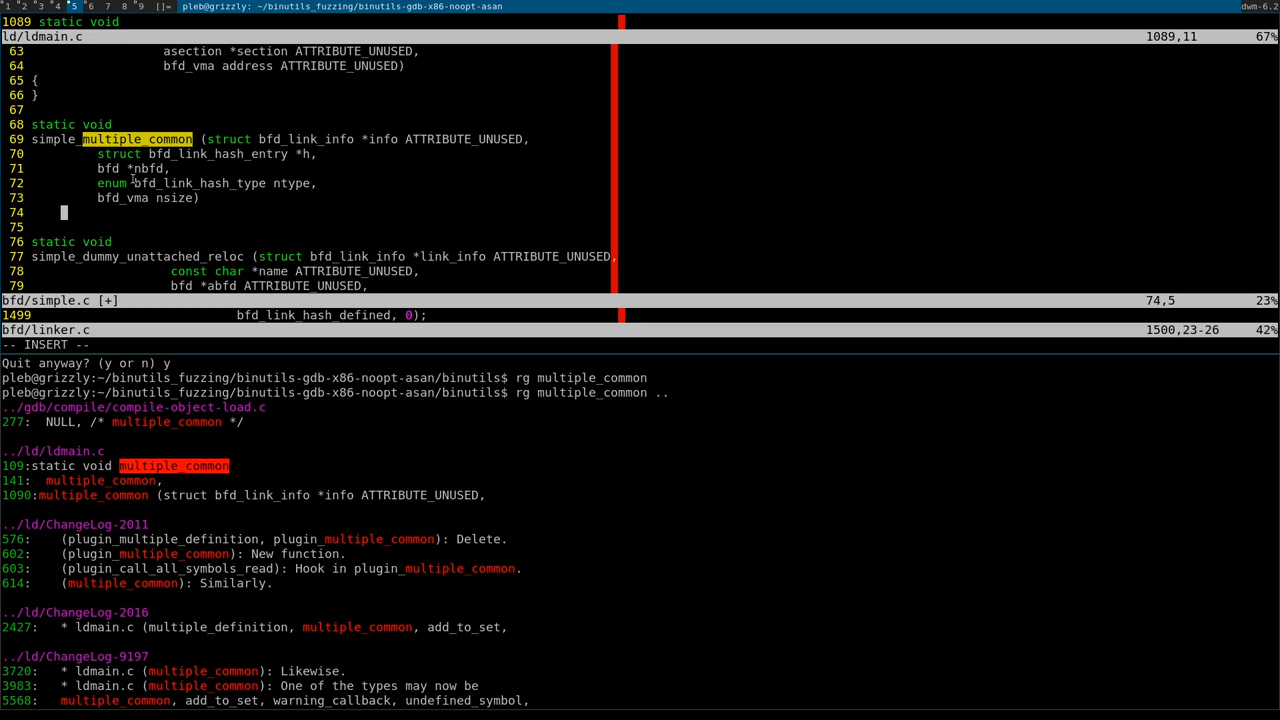 1 2 3 4 5 6 7 8 9 []= pleb@grizzly: ~/binutils_fuzzing/binutils-gdb-x86-noopt-asan/binutils-gdb-x86-noopt-asan dwm-6.2
1089 static void
ld/ldmain.c 1089,11 67%
63 asection *section ATTRIBUTE_UNUSED,
64 bfd_vma address ATTRIBUTE_UNUSED)
65 {
66 }
67
68 static void
69 simple_multiple_common (struct bfd_link_info *info ATTRIBUTE_UNUSED,
70 struct bfd_link_hash_entry *h,
71 bfd *nbfd,
72 enum bfd_link_hash_type ntype,
73 bfd_vma nsize)
74
75
76 static void
77 simple_dummy_unattached_reloc (struct bfd_link_info *link_info ATTRIBUTE_UNUSED,
78 const char *name ATTRIBUTE_UNUSED,
79 bfd *abfd ATTRIBUTE_UNUSED,
bfd/simple.c [+] 74,5 23%
1499 bfd_link_hash_defined, 0);
bfd/linker.c 1500,23-26 42%
-- INSERT --
Quit anyway? (y or n) y
pleb@grizzly:~/binutils_fuzzing/binutils-gdb-x86-noopt-asan/binutils$ rg multiple_common
pleb@grizzly:~/binutils_fuzzing/binutils-gdb-x86-noopt-asan/binutils$ rg multiple_common ..
../gdb/compile/compile-object-load.c
277: NULL, /* multiple_common */
../ld/ldmain.c
109:static void multiple_common
141: multiple_common,
1090:multiple_common (struct bfd_link_info *info ATTRIBUTE_UNUSED,
../ld/ChangeLog-2011
576: (plugin_multiple_definition, plugin_multiple_common): Delete.
602: (plugin_multiple_common): New function.
603: (plugin_call_all_symbols_read): Hook in plugin_multiple_common.
614: (multiple_common): Similarly.
../ld/ChangeLog-2016
2427: * ldmain.c (multiple_definition, multiple_common, add_to_set,
../ld/ChangeLog-9197
3720: * ldmain.c (multiple_common): Likewise.
3983: * ldmain.c (multiple_common): One of the types may now be
5568: multiple_common, add_to_set, warning_callback, undefined_symbol,